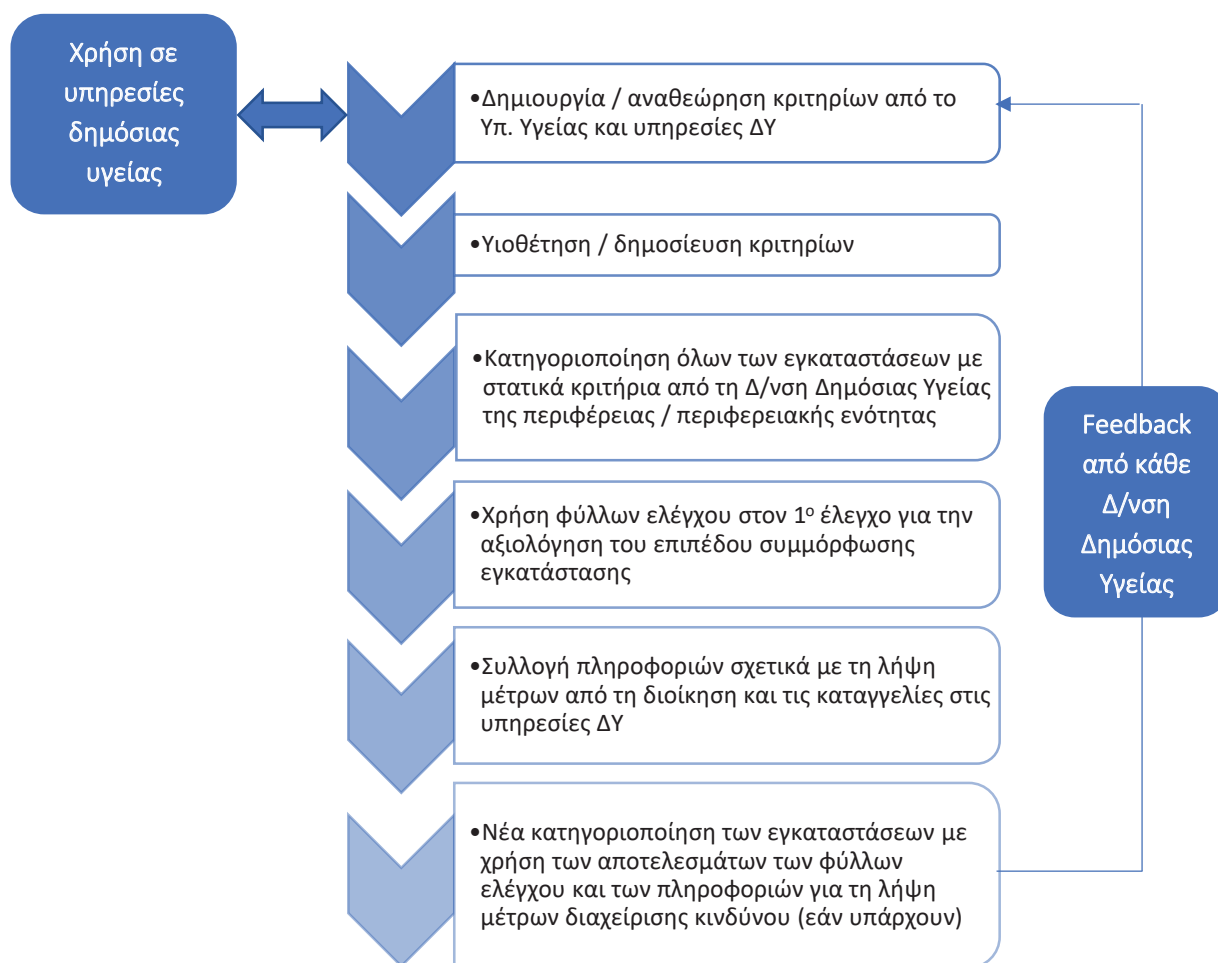 Χρήση σε
υπηρεσίες
δημόσιας
υγείας
•Δημιουργία / αναθεώρηση κριτηρίων από το
Υπ. Υγείας και υπηρεσίες ΔΥ
•Υιοθέτηση / δημοσίευση κριτηρίων
•Κατηγοριοποίηση όλων των εγκαταστάσεων με
στατικά κριτήρια από τη Δ/νση Δημόσιας Υγείας
της περιφέρειας / περιφερειακής ενότητας
•Χρήση φύλλων ελέγχου στον 1ο έλεγχο για την
αξιολόγηση του επιπέδου συμμόρφωσης
εγκατάστασης
•Συλλογή πληροφοριών σχετικά με τη λήψη
μέτρων από τη διοίκηση και τις καταγγελίες στις
υπηρεσίες ΔΥ
•Νέα κατηγοριοποίηση των εγκαταστάσεων με
χρήση των αποτελεσμάτων των φύλλων
ελέγχου και των πληροφοριών για τη λήψη
μέτρων διαχείρισης κινδύνου (εάν υπάρχουν)
Feedback
από κάθε
Δ/νση
Δημόσιας
Υγείας